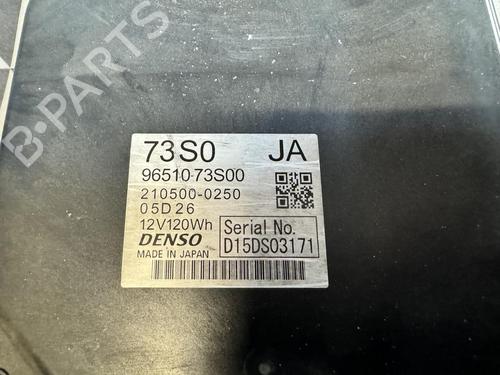 B-PARTS
73S0 JA
96510-73S00
210500-0250
05D26
12V120Wh
DENSO
MADE IN JAPAN
Serial No.
D15DS03171